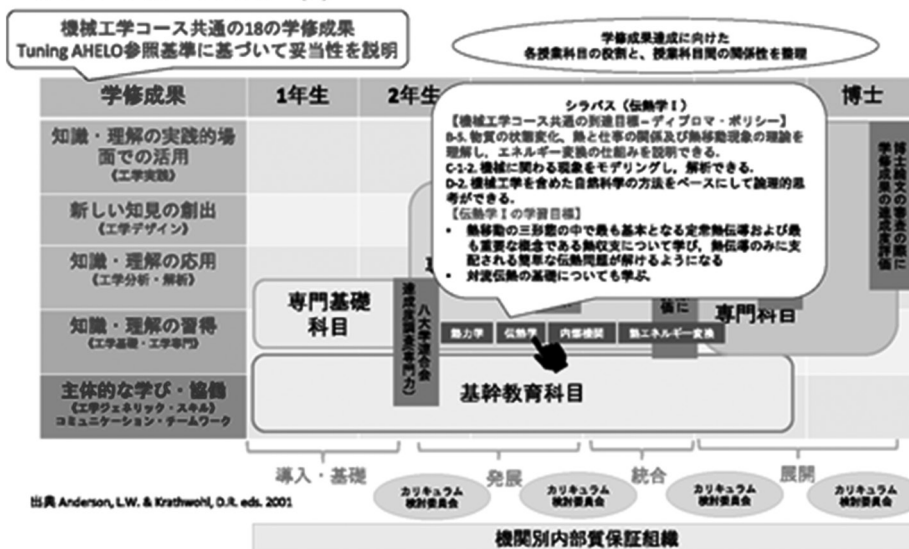 機械工学コース共通の18の学修成果
Tuning AHELO参照基準に基づいて妥当性を説明
学修成果達成に向けた
各授業科目の役割と、授業科目間の関係性を整理
学修成果
1年生
2年生
博士
シラバス（伝熱学Ⅰ）
【機械工学コース共通の到達目標－ディプロマ・ポリシー】
B-5. 物質の状態変化、熱と仕事の関係及び熱移動現象の理論を
理解し，エネルギー変換の仕組みを説明できる．
C-1-2. 機械に関わる現象をモデリングし，解析できる．
D-2. 機械工学を含めた自然科学の方法をベースにして論理的思
考ができる．
【伝熱学Ⅰの学習目標】
• 熱移動の三形態の中で最も基本となる定常熱伝導および最
も重要な概念である熱収支について学び，熱伝導のみに支
配される簡単な伝熱問題が解けるようになる
• 対流伝熱の基礎についても学ぶ．
知識・理解の実践的場
面での活用
《工学実践》
新しい知見の創出
《工学デザイン》
知識・理解の応用
《工学分析・解析》
知識・理解の習得
《工学基礎・工学専門》
主体的な学び・協働
《工学ジェネリック・スキル》
コミュニケーション・チームワーク
専門基礎
科目
八大学連合会
達成度調査(専門力)
熱力学
伝熱学
内燃機関
熱エネルギー変換
価に
専門科目
博士論文の審査の際に
学修成果の達成度評価
基幹教育科目
導入・基礎
発展
統合
展開
出典 Anderson, L.W. & Krathwohl, D.R. eds. 2001
カリキュラム
検討委員会
カリキュラム
検討委員会
カリキュラム
検討委員会
カリキュラム
検討委員会
機関別内部質保証組織